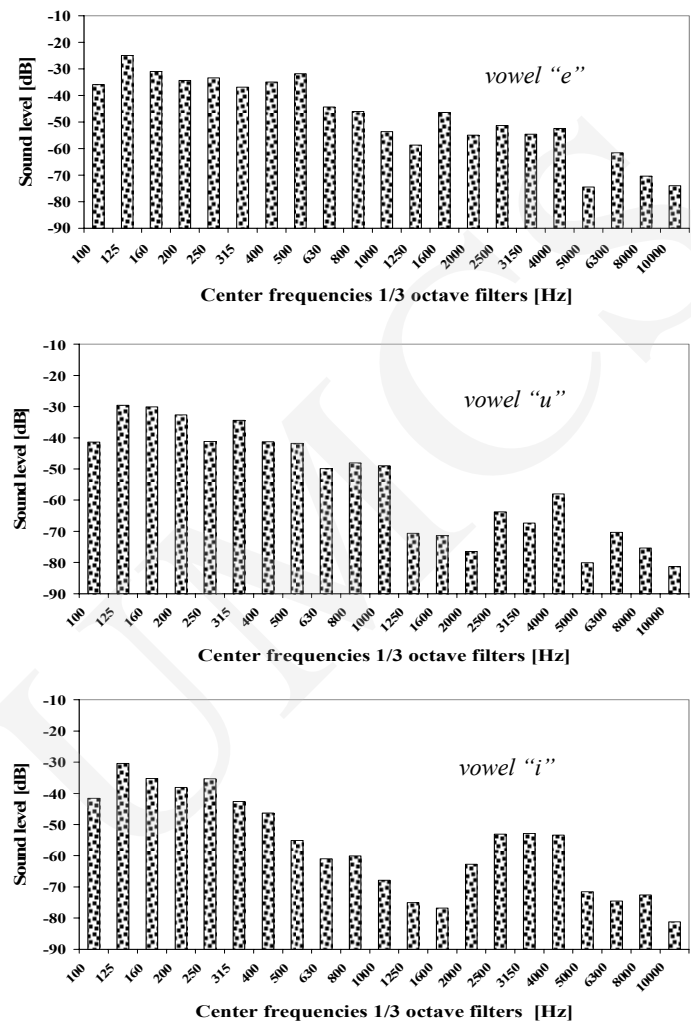 -10
-20
-30
-40
-50
-60
-70
-80
-90
Sound level [dB]
vowel “e”
100 125 160 200 250 315 400 500 630 800 1000 1250 1600 2000 2500 3150 4000 5000 6300 8000 10000
Center frequencies 1/3 octave filters [Hz]
-10
-20
-30
-40
-50
-60
-70
-80
-90
Sound level [dB]
vowel “u”
100 125 160 200 250 315 400 500 630 800 1000 1250 1600 2000 2500 3150 4000 5000 6300 8000 10000
Center frequencies 1/3 octave filters [Hz]
-10
-20
-30
-40
-50
-60
-70
-80
-90
Sound level [dB]
vowel “i”
100 125 160 200 250 315 400 500 630 800 1000 1250 1600 2000 2500 3150 4000 5000 6300 8000 10000
Center frequencies 1/3 octave filters [Hz]
UMCS